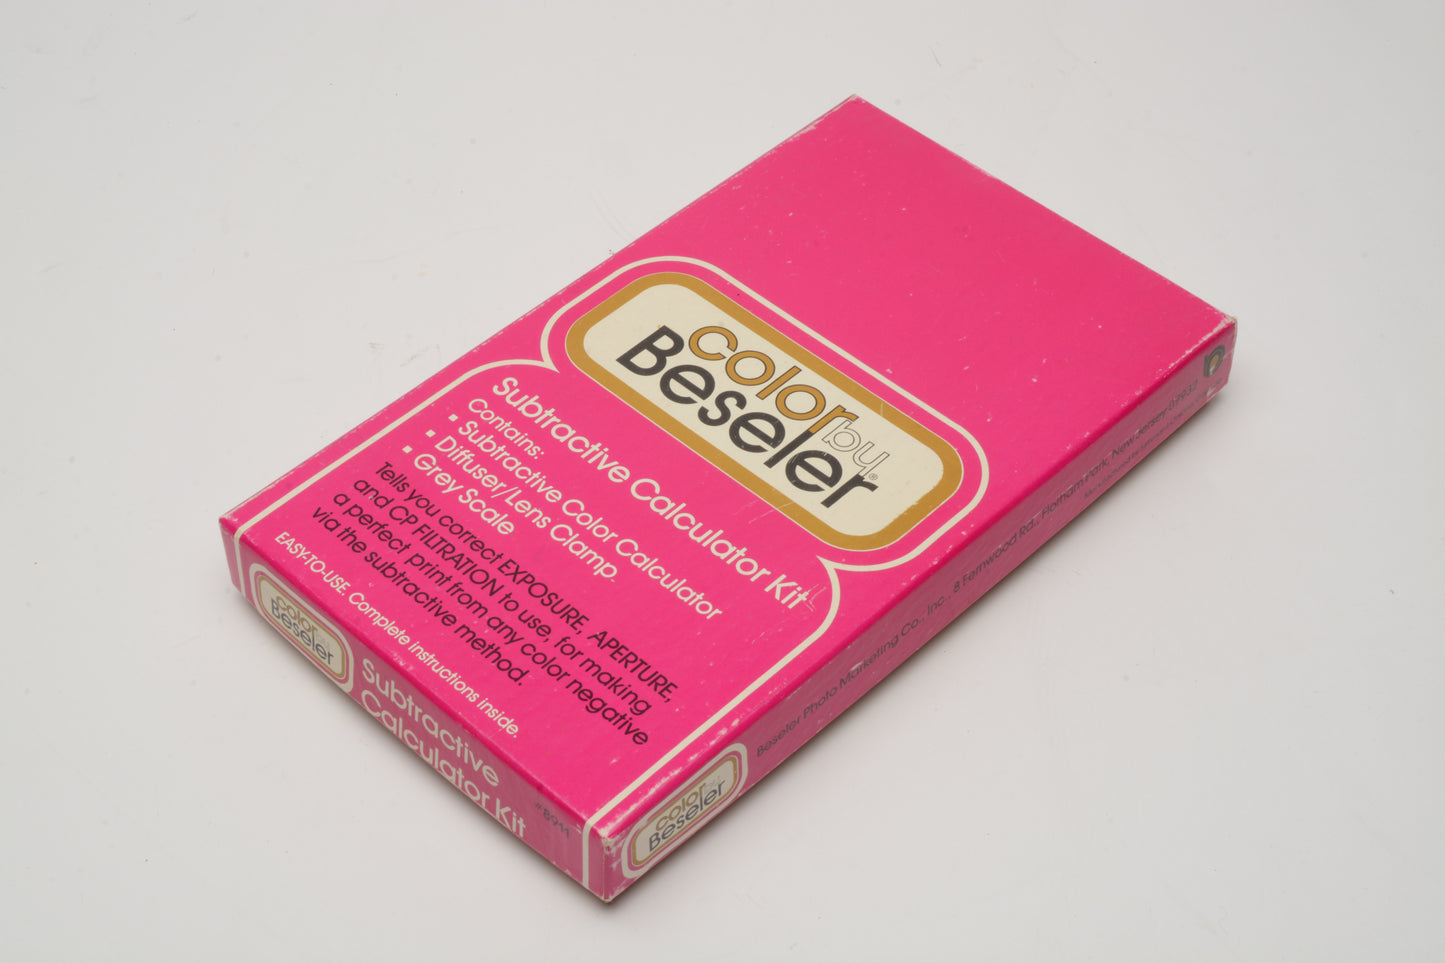 color by
Beseler®
Subtractive Calculator Kit
Contains:
▪ Subtractive Color Calculator
▪ Diffuser/Lens Clamp™
▪ Grey Scale
Tells you correct EXPOSURE, APERTURE,
and CP FILTRATION to use, for making
a perfect print from any color negative
via the subtractive method.
EASY-TO-USE. Complete instructions inside.
color by
Beseler
Subtractive
Calculator Kit
#8911
color by
Beseler
Beseler Photo Marketing Co., Inc., 8 Fernwood Rd., Florham Park, New Jersey 07932
b